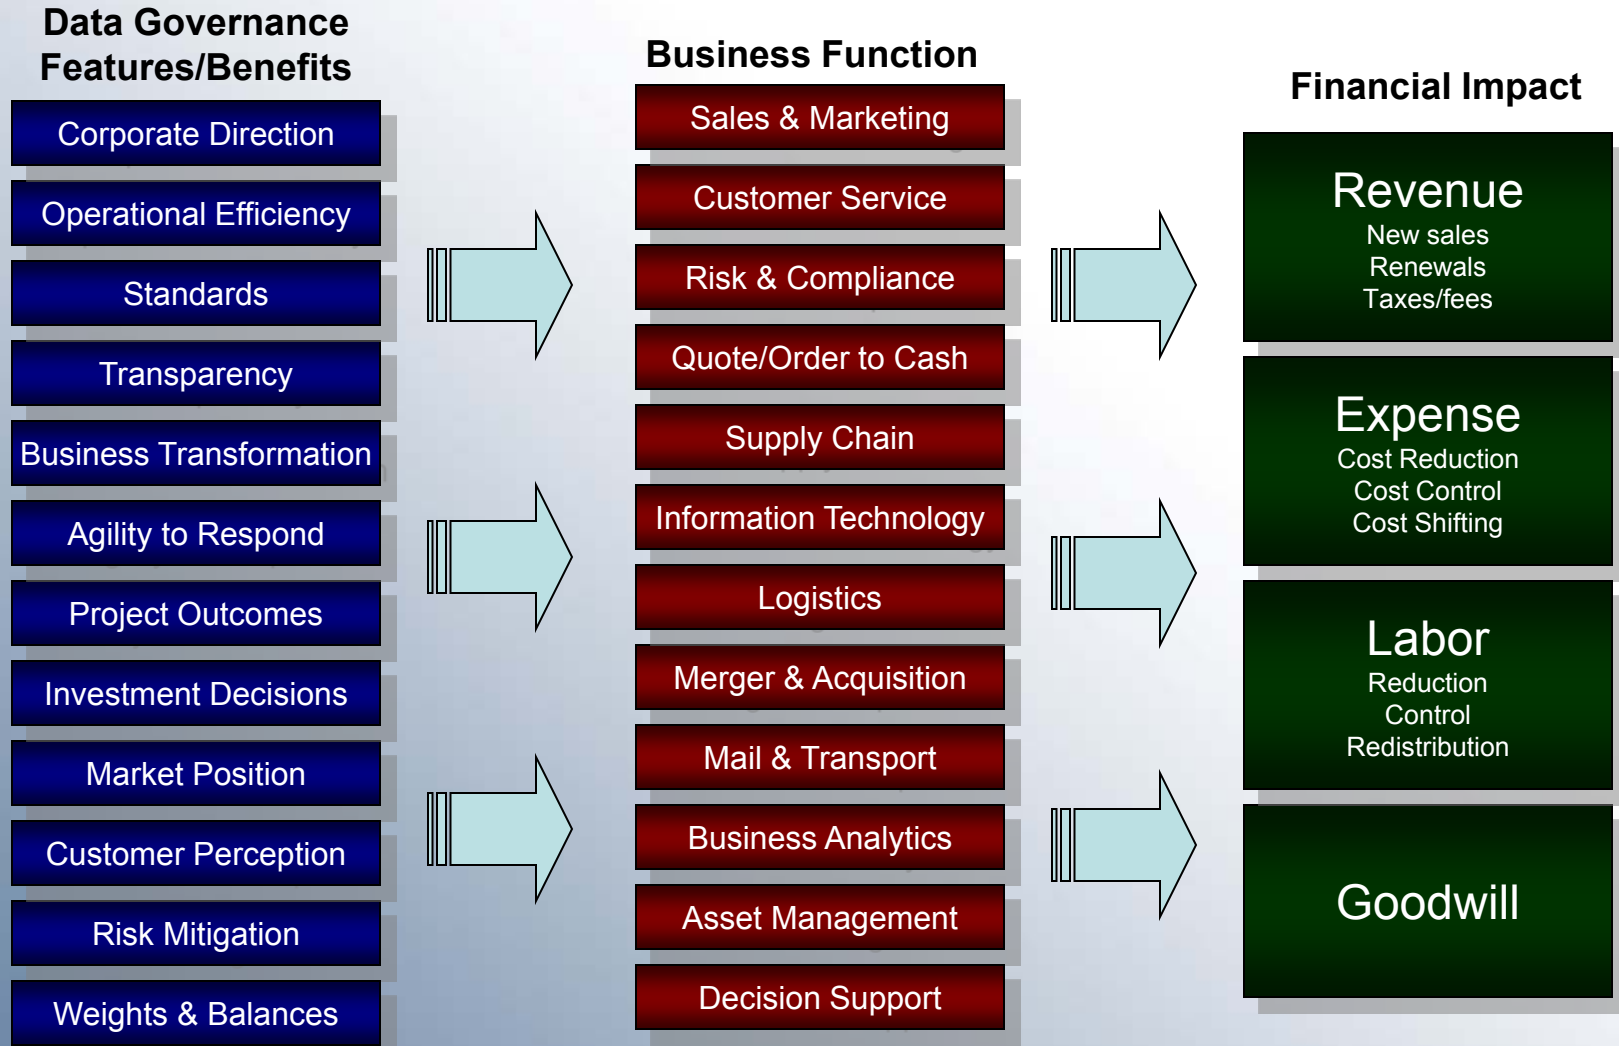 Data Governance
Features/Benefits
Corporate Direction
Operational Efficiency
Standards
Transparency
Business Transformation
Agility to Respond
Project Outcomes
Investment Decisions
Market Position
Customer Perception
Risk Mitigation
Weights & Balances
Business Function
Sales & Marketing
Customer Service
Risk & Compliance
Quote/Order to Cash
Supply Chain
Information Technology
Logistics
Merger & Acquisition
Mail & Transport
Business Analytics
Asset Management
Decision Support
Financial Impact
Revenue
New sales
Renewals
Taxes/fees
Expense
Cost Reduction
Cost Control
Cost Shifting
Labor
Reduction
Control
Redistribution
Goodwill